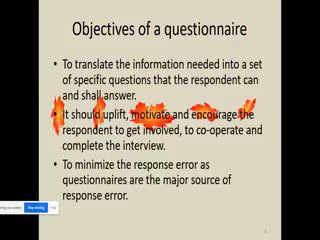 Objectives of a questionnaire
• To translate the information needed into a set
of specific questions that the respondent can
and shall answer.
• It should uplift, motivate and encourage the
respondent to get involved, to co-operate and
complete the interview.
• To minimize the response error as
questionnaires are the major source of
response error.
Stop sharing